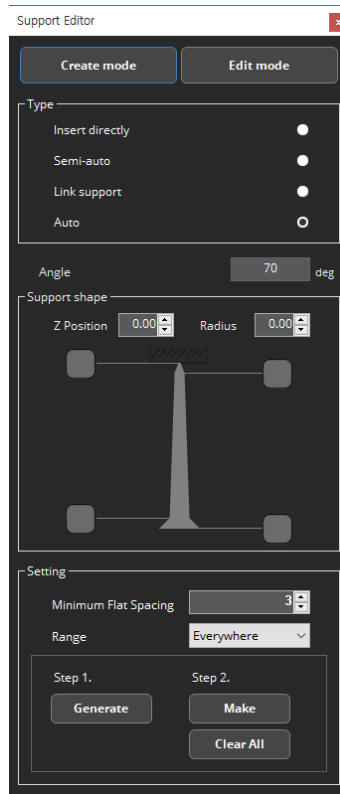 Support Editor
Create mode Edit mode
Type
Insert directly
Semi-auto
Link support
Auto
Angle 70 deg
Support shape
Z Position 0.00 Radius 0.00
Setting
Minimum Flat Spacing 3
Range Everywhere
Step 1. Step 2.
Generate Make
Clear All